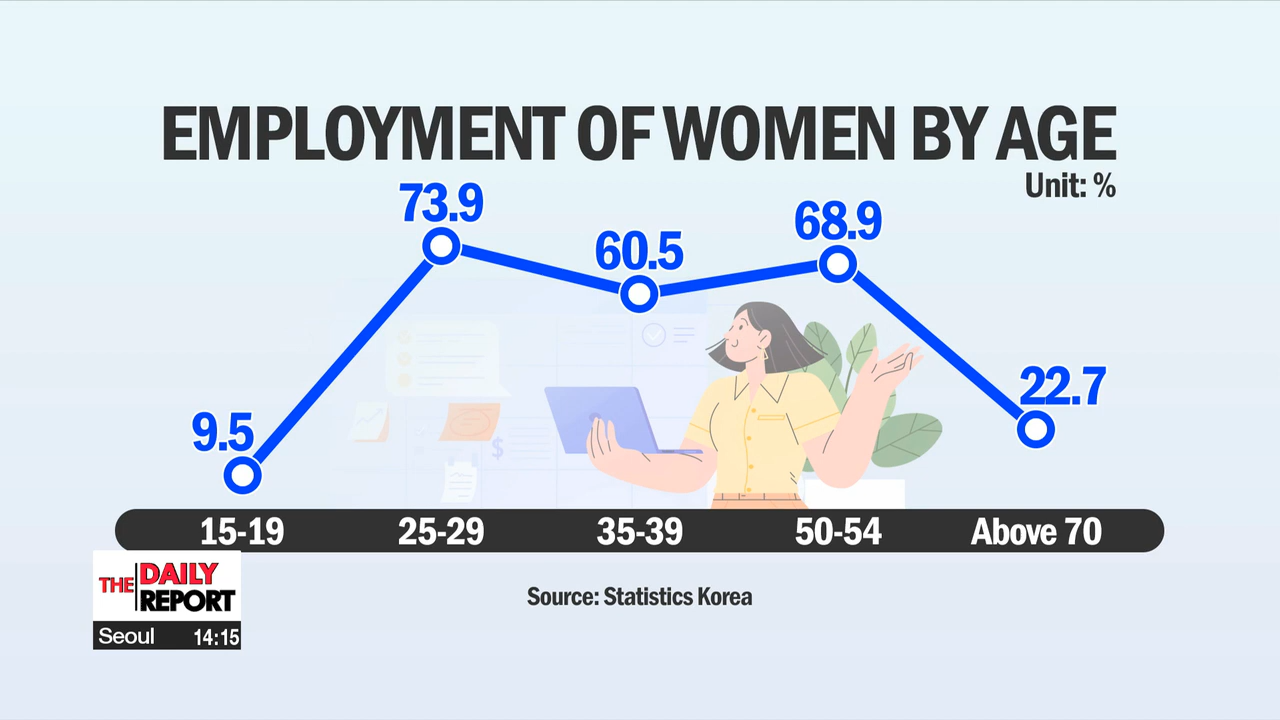 EMPLOYMENT OF WOMEN BY AGE
Unit: %
73.9
68.9
60.5
22.7
9.5
$
15-19 25-29 35-39 50-54 Above 70
THE DAILY REPORT
Source: Statistics Korea
Seoul 14:15